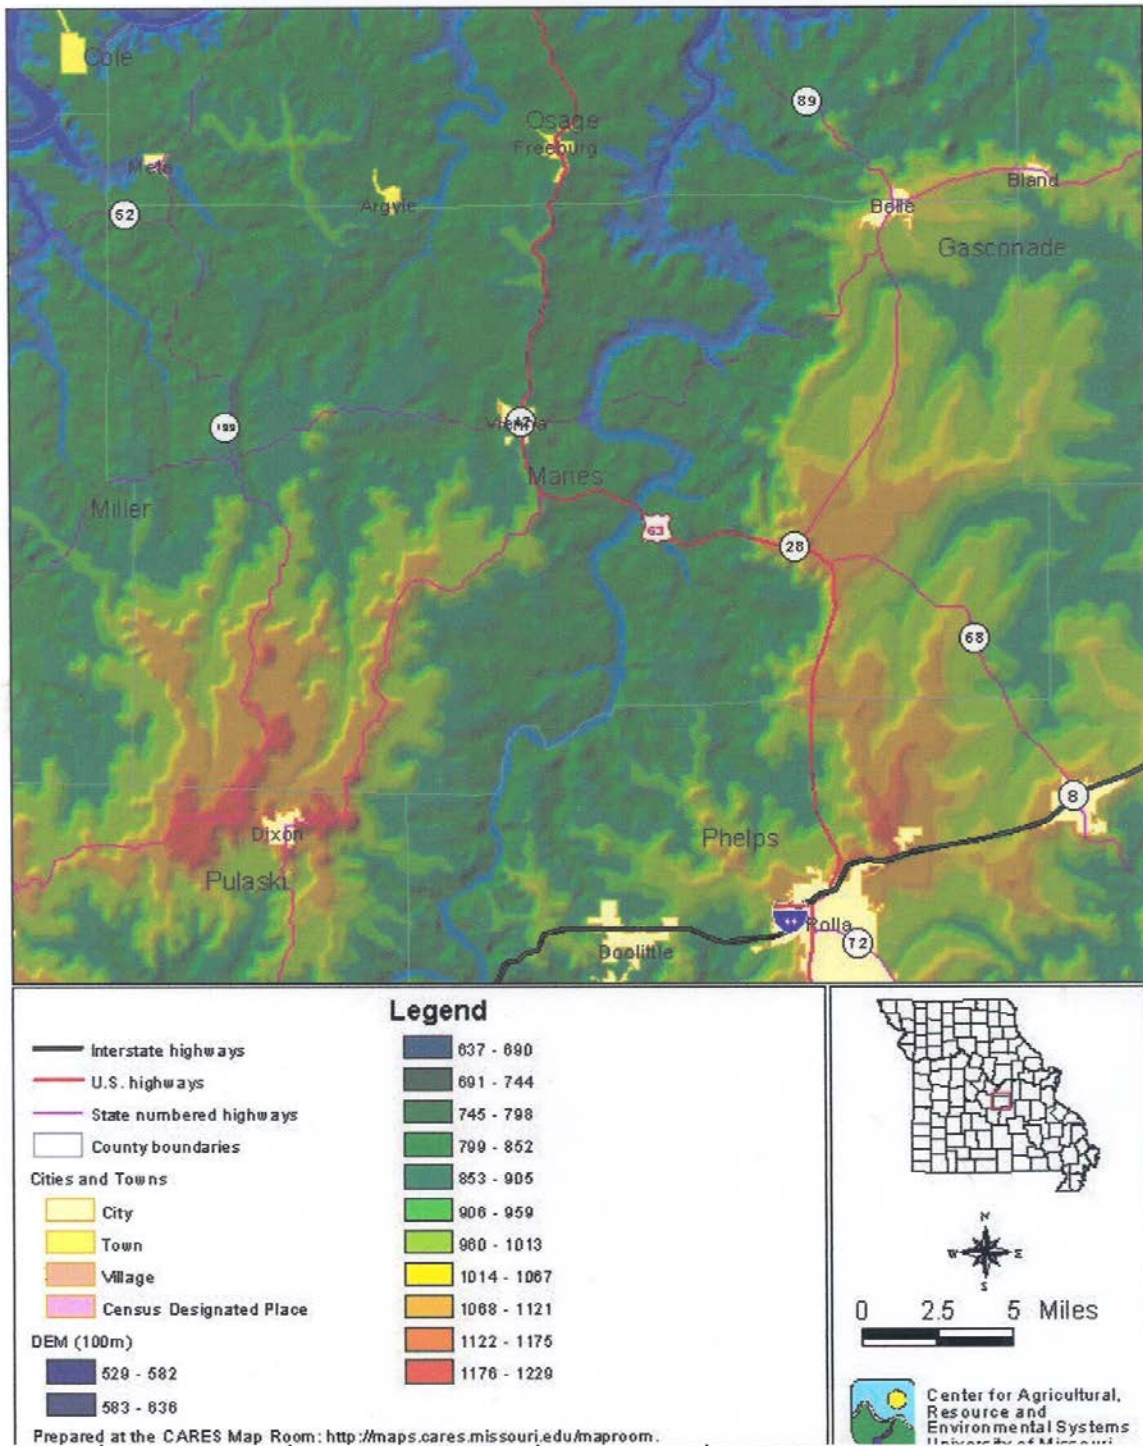 Cole
89
Osage
Freeburg
Meta
Bland
52
Argyle
Belle
Gasconade
199
Vienna
Maries
Miller
63
28
68
8
Dixon
Phelps
Pulaski
44
Rolla
Doolittle
72
Legend
Interstate highways
U.S. highways
State numbered highways
County boundaries
Cities and Towns
City
Town
Village
Census Designated Place
DEM (100m)
529 - 582
583 - 636
637 - 690
691 - 744
745 - 798
799 - 852
853 - 905
906 - 959
960 - 1013
1014 - 1067
1068 - 1121
1122 - 1175
1176 - 1229
N
W E
S
0 2.5 5 Miles
Center for Agricultural,
Resource and
Environmental Systems
University of Missouri
Prepared at the CARES Map Room: http://maps.cares.missouri.edu/maproom.